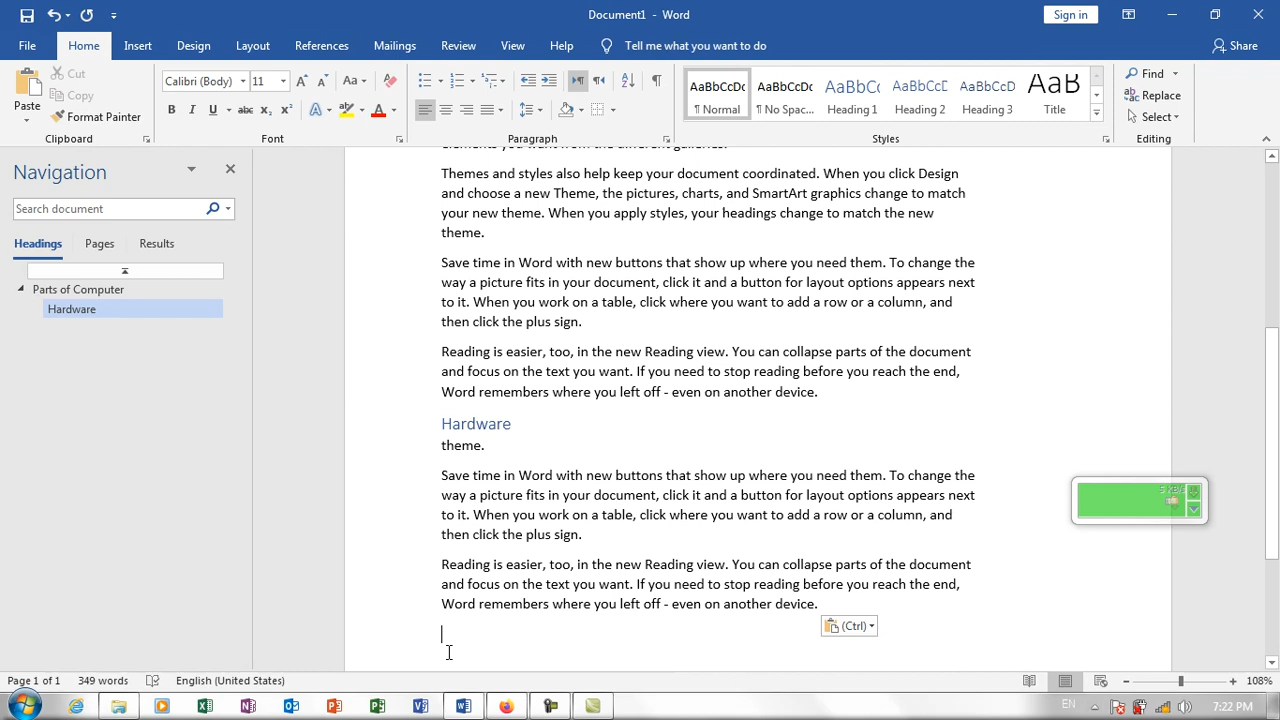 Document1 - Word
Sign in
File Home Insert Design Layout References Mailings Review View Help Tell me what you want to do Share
Paste
Cut
Copy
Format Painter
Clipboard
Calibri (Body) 11
Font
Paragraph
AaBbCcDc AaBbCcDc AaBbCc AaBbCcD AaBbCcDc AaB
¶ Normal ¶ No Spac... Heading 1 Heading 2 Heading 3 Title
Styles
Find
Replace
Select
Editing
Navigation
Search document
Headings Pages Results
Parts of Computer
Hardware
elements you want from the different galleries.
Themes and styles also help keep your document coordinated. When you click Design
and choose a new Theme, the pictures, charts, and SmartArt graphics change to match
your new theme. When you apply styles, your headings change to match the new
theme.
Save time in Word with new buttons that show up where you need them. To change the
way a picture fits in your document, click it and a button for layout options appears next
to it. When you work on a table, click where you want to add a row or a column, and
then click the plus sign.
Reading is easier, too, in the new Reading view. You can collapse parts of the document
and focus on the text you want. If you need to stop reading before you reach the end,
Word remembers where you left off - even on another device.
Hardware
theme.
Save time in Word with new buttons that show up where you need them. To change the
way a picture fits in your document, click it and a button for layout options appears next
to it. When you work on a table, click where you want to add a row or a column, and
then click the plus sign.
Reading is easier, too, in the new Reading view. You can collapse parts of the document
and focus on the text you want. If you need to stop reading before you reach the end,
Word remembers where you left off - even on another device.
(Ctrl)
Page 1 of 1 349 words English (United States) 108%
EN 7:22 PM